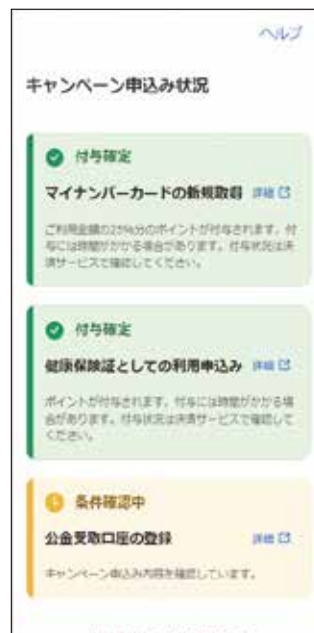 ヘルプ
キャンペーン申込み状況
付与確定
マイナンバーカードの新規取得 詳細
ご利用金額の25%分のポイントが付与されます。付
与には時間がかかる場合があります。付与状況は決
済サービスで確認してください。
付与確定
健康保険証としての利用申込み 詳細
ポイントが付与されます。付与には時間がかかる場
合があります。付与状況は決済サービスで確認して
ください。
条件確認中
公金受取口座の登録 詳細
キャンペーン申込み内容を確認しています。